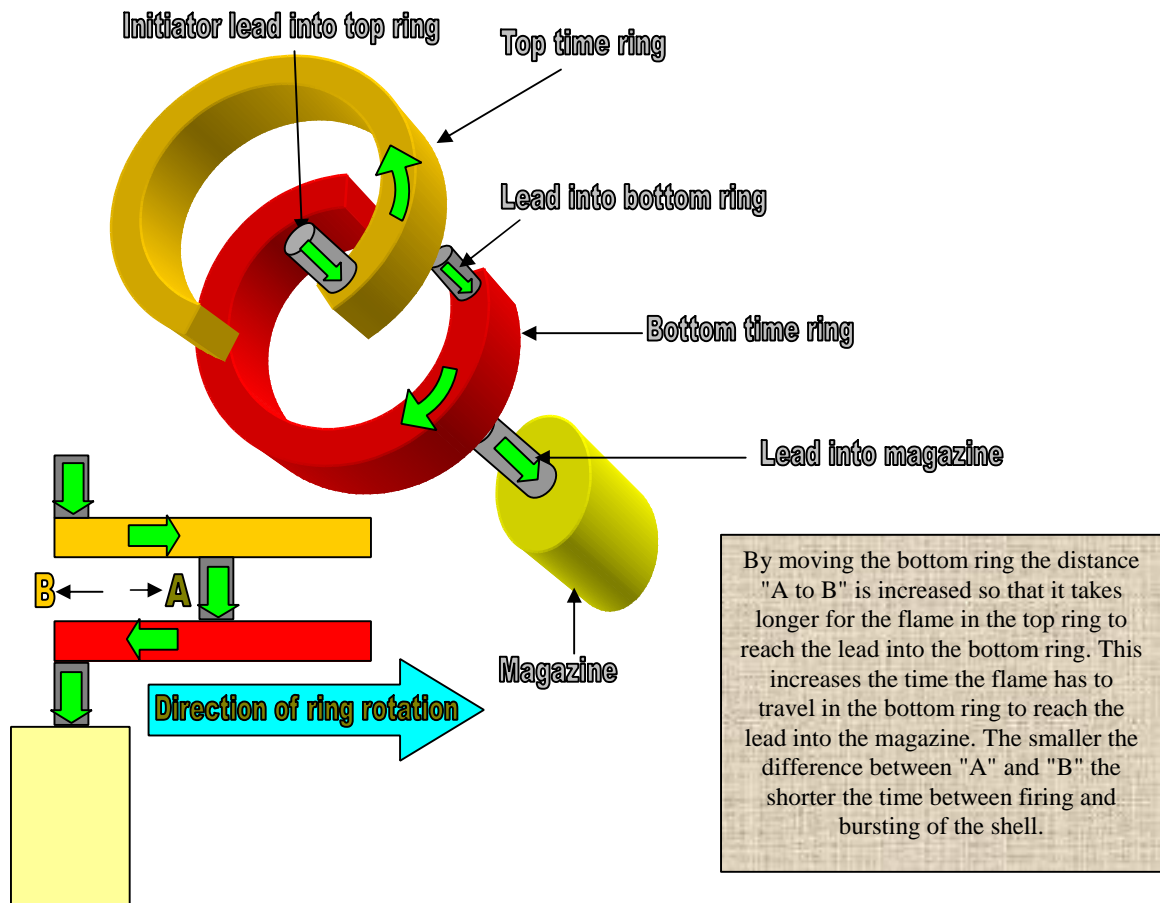 Initiator lead into top ring
Top time ring
Lead into bottom ring
Bottom time ring
Lead into magazine
B
A
Magazine
Direction of ring rotation
By moving the bottom ring the distance
"A to B" is increased so that it takes
longer for the flame in the top ring to
reach the lead into the bottom ring. This
increases the time the flame has to
travel in the bottom ring to reach the
lead into the magazine. The smaller the
difference between "A" and "B" the
shorter the time between firing and
bursting of the shell.